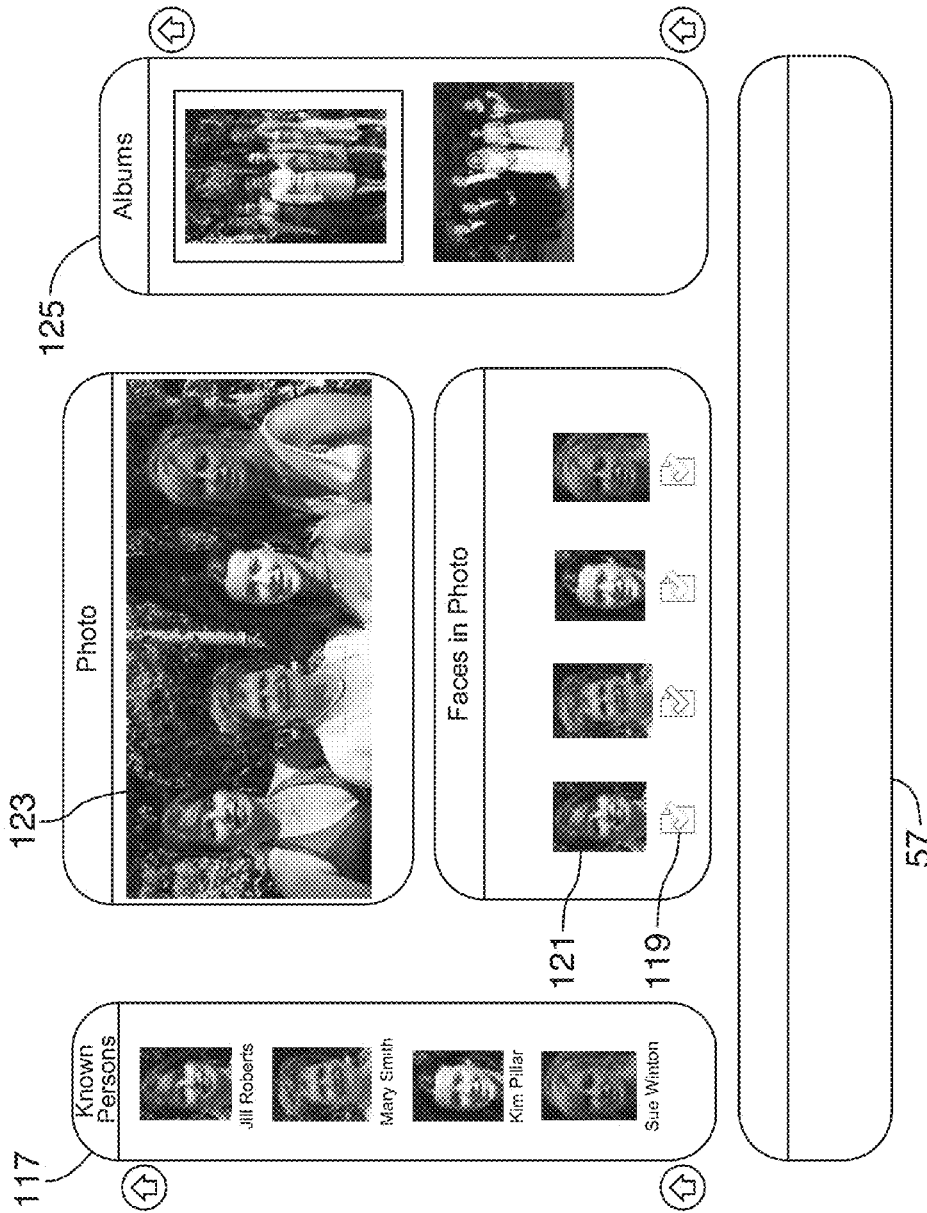 117
Known
Persons
Jill Roberts
Mary Smith
Kim Pillar
Sue Winton
123
Photo
121
119
Faces in Photo
125
Albums
57